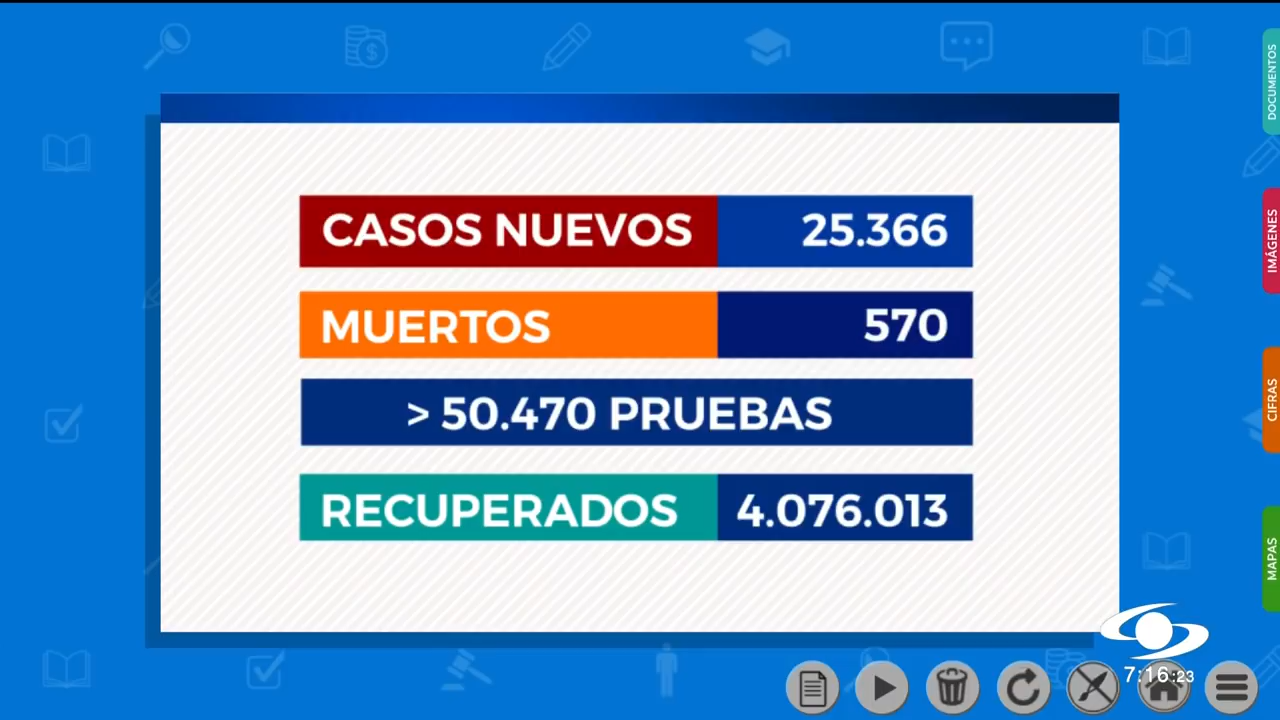 CASOS NUEVOS 25.366
MUERTOS 570
> 50.470 PRUEBAS
RECUPERADOS 4.076.013
DOCUMENTOS
IMÁGENES
CIFRAS
MAPAS
7:16:23